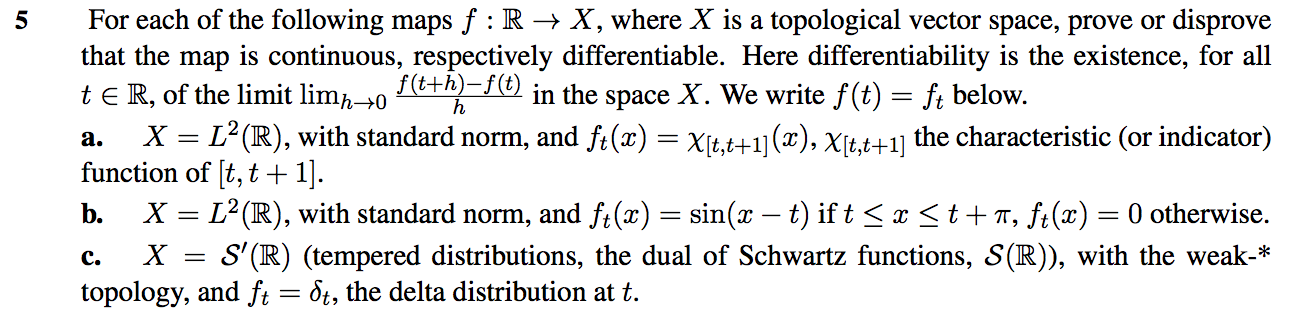 5 For each of the following maps f : ℝ → X, where X is a topological vector space, prove or disprove
that the map is continuous, respectively differentiable. Here differentiability is the existence, for all
t ∈ ℝ, of the limit lim_{h→0} \frac{f(t+h)−f(t)}{h} in the space X. We write f(t) = f_t below.
a. X = L²(ℝ), with standard norm, and f_t(x) = χ_{[t,t+1]}(x), χ_{[t,t+1]} the characteristic (or indicator)
function of [t, t + 1].
b. X = L²(ℝ), with standard norm, and f_t(x) = sin(x − t) if t ≤ x ≤ t + π, f_t(x) = 0 otherwise.
c. X = S′(ℝ) (tempered distributions, the dual of Schwartz functions, S(ℝ)), with the weak-*
topology, and f_t = δ_t, the delta distribution at t.